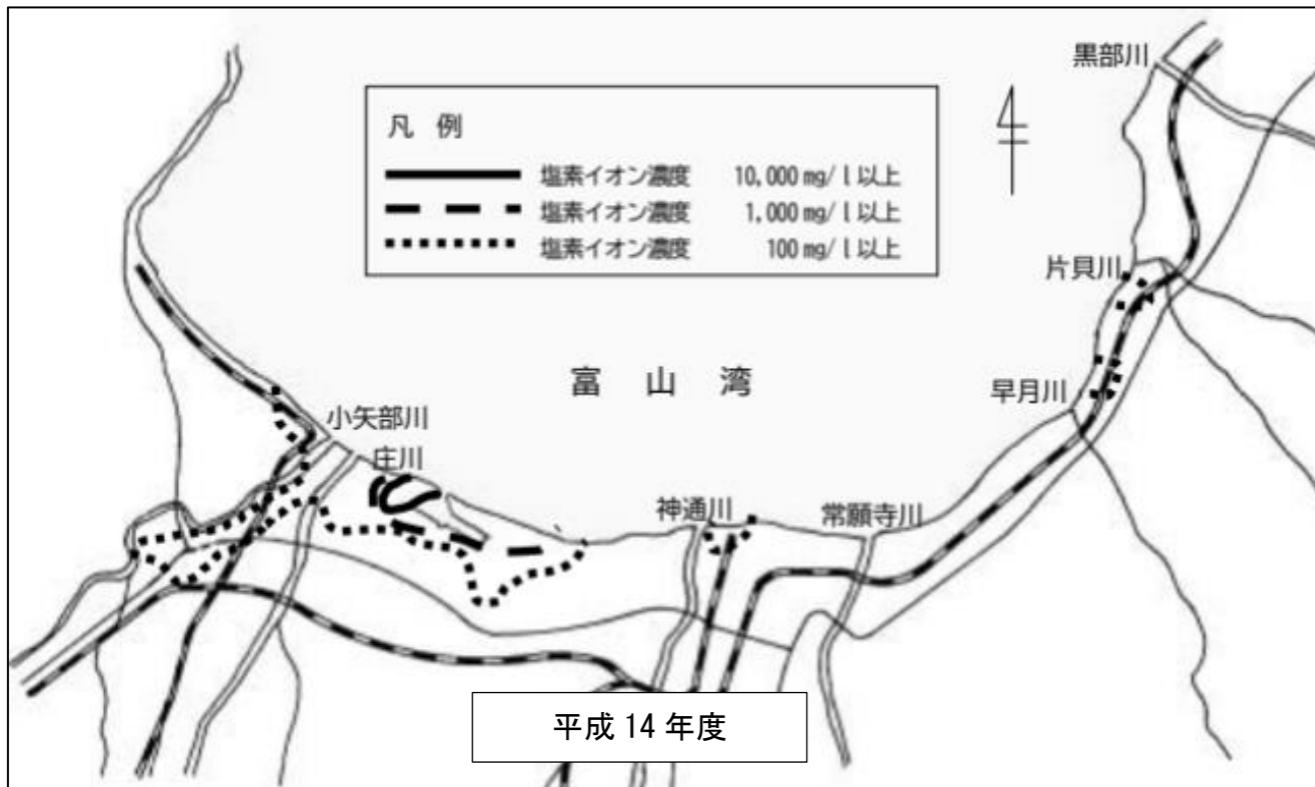 黒部川
凡 例
塩素イオン濃度 10,000 mg/l以上
塩素イオン濃度 1,000 mg/l以上
塩素イオン濃度 100 mg/l以上
片貝川
富 山 湾
早月川
小矢部川
庄川
神通川
常願寺川
平成 14 年度